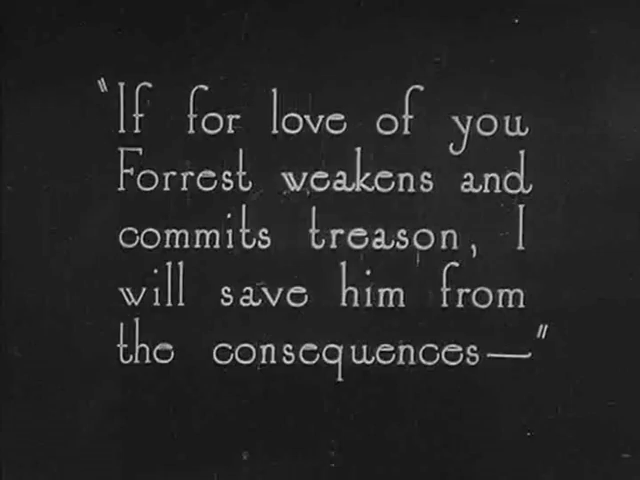 "If for love of you
Forrest weakens and
commits treason, I
will save him from
the consequences—"